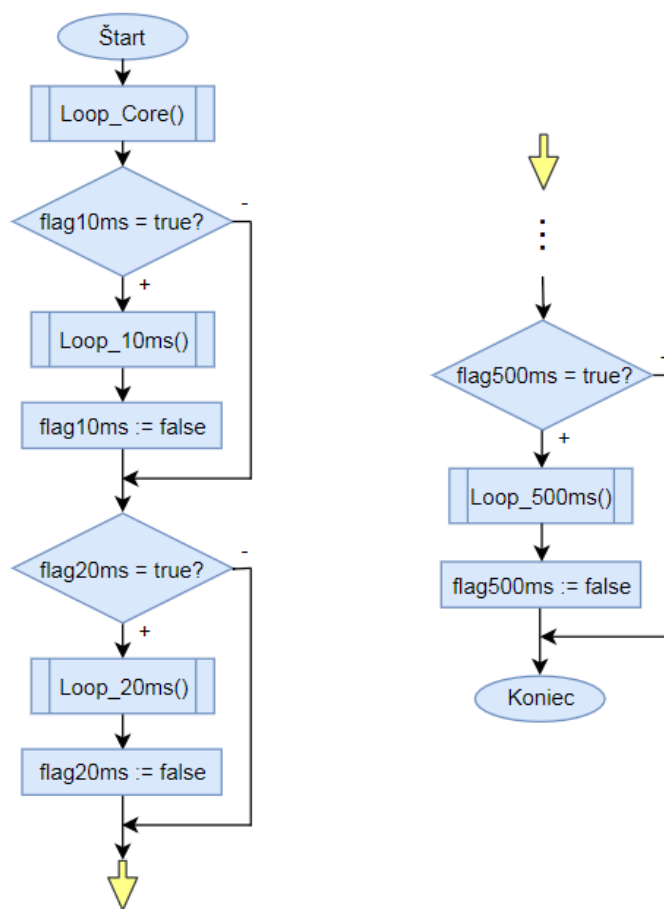 Štart
Loop_Core()
flag10ms = true?
-
+
Loop_10ms()
flag10ms := false
flag20ms = true?
-
+
Loop_20ms()
flag20ms := false
⋮
flag500ms = true?
-
+
Loop_500ms()
flag500ms := false
Koniec